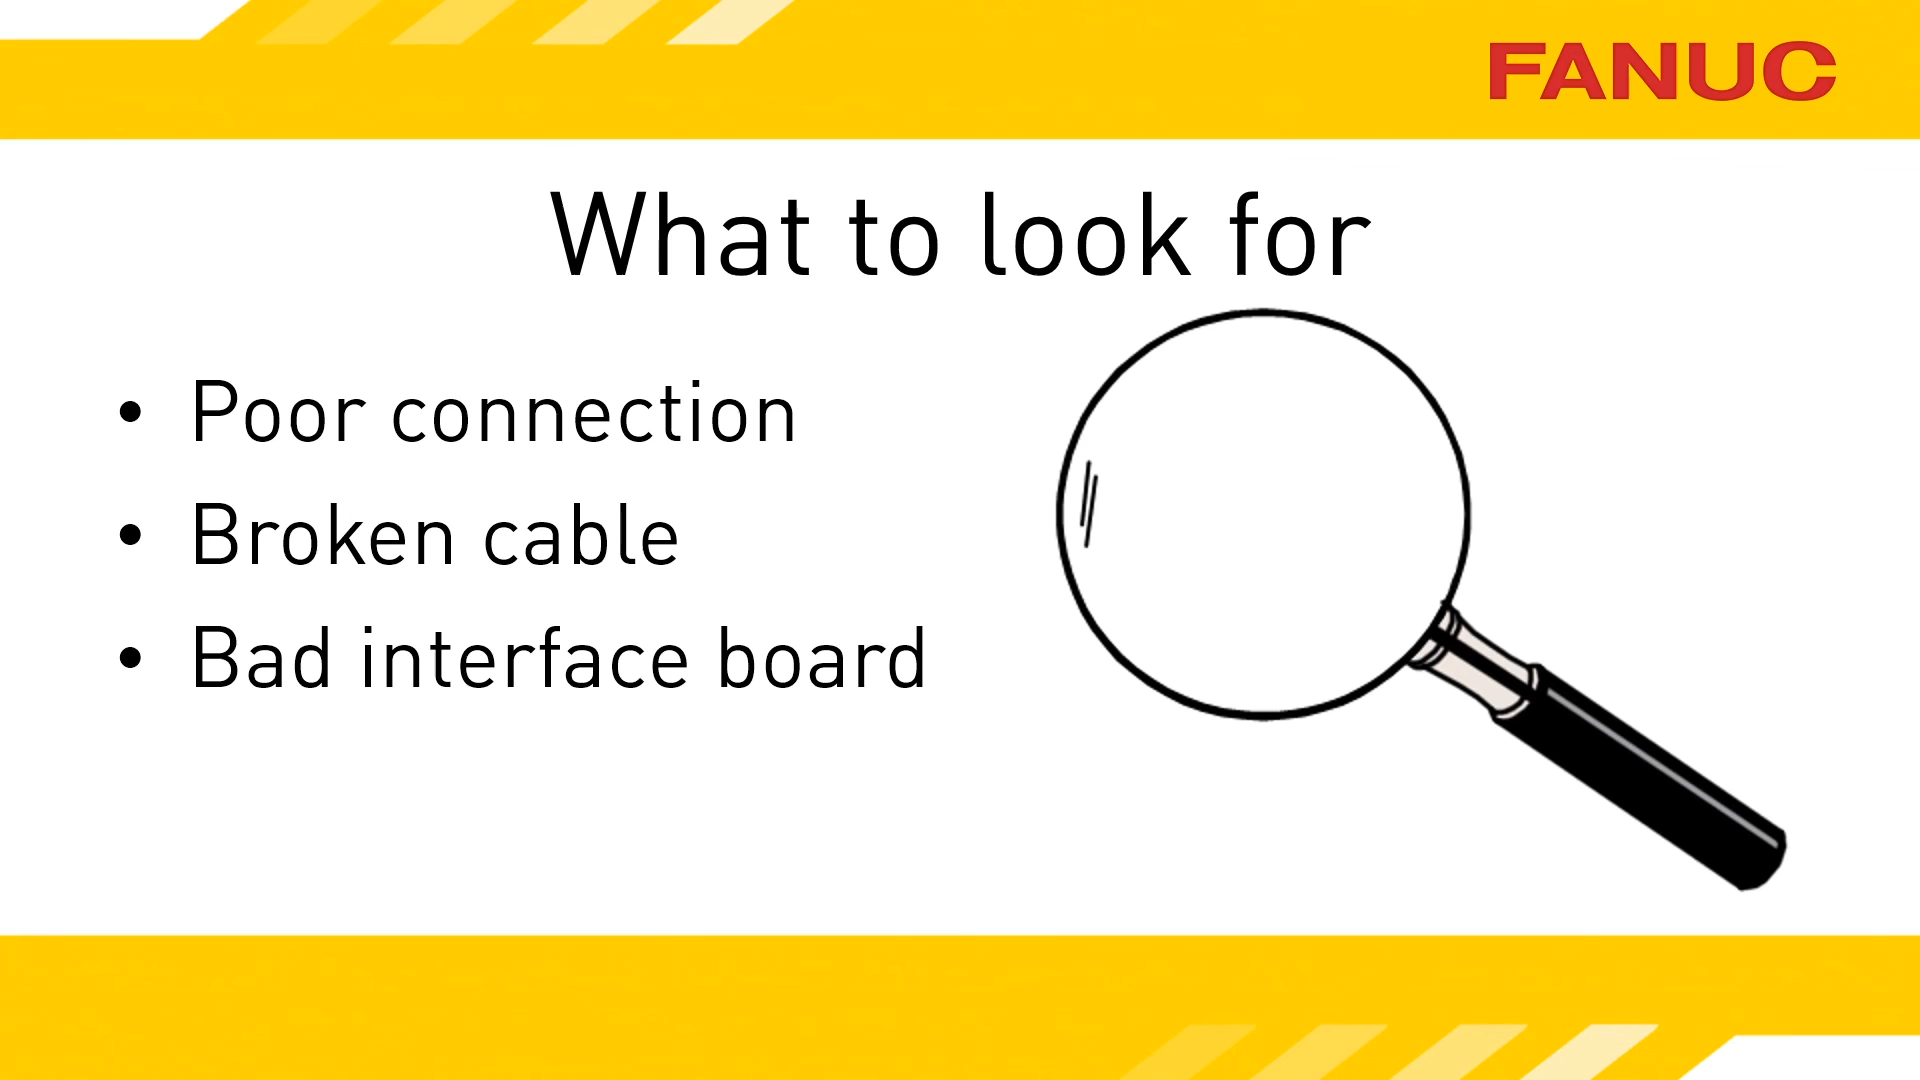 FANUC
What to look for
• Poor connection
• Broken cable
• Bad interface board